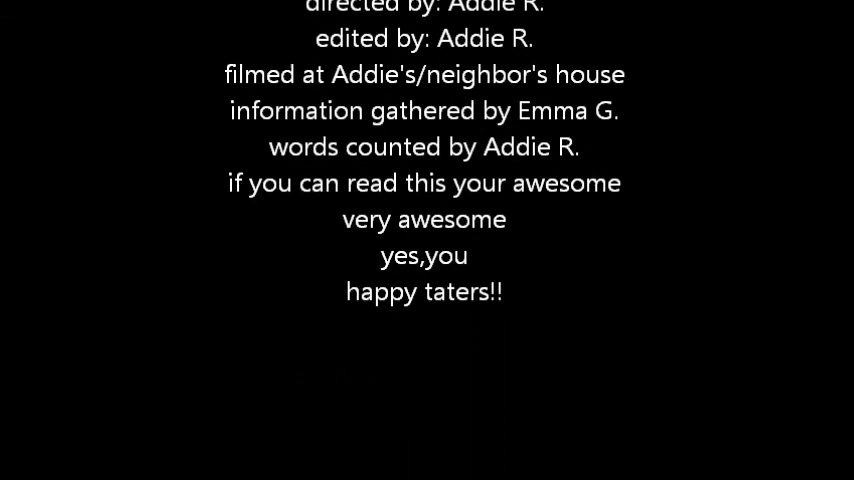 directed by: Addie R.
edited by: Addie R.
filmed at Addie's/neighbor's house
information gathered by Emma G.
words counted by Addie R.
if you can read this your awesome
very awesome
yes,you
happy taters!!